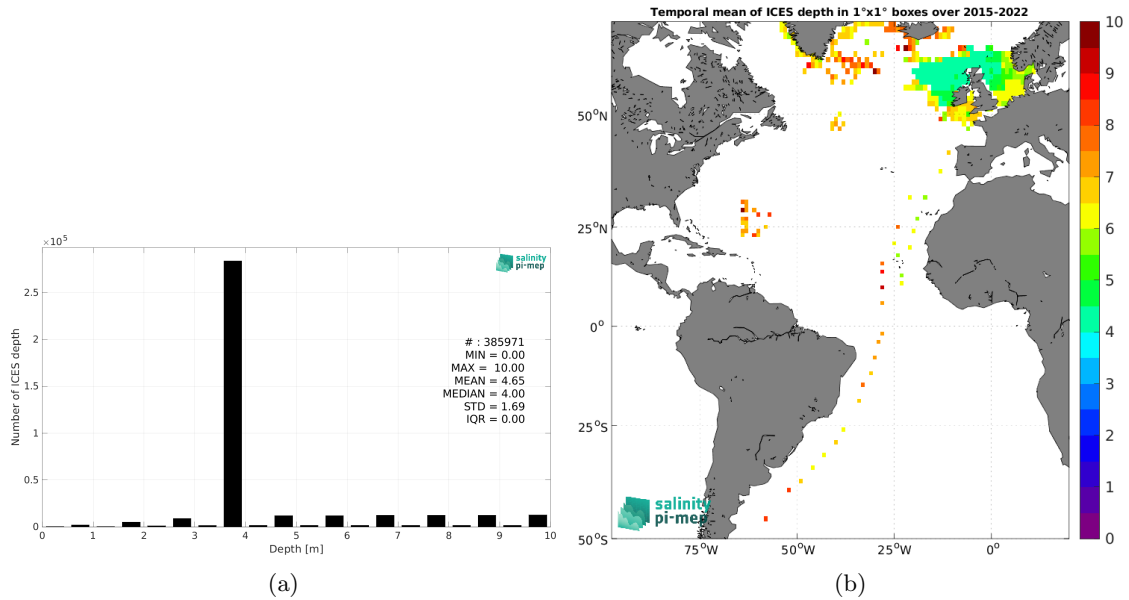 ×10⁵
2.5
2
1.5
1
0.5
0
0 1 2 3 4 5 6 7 8 9 10
Number of ICES depth
Depth [m]
salinity
pi-mep
# : 385971
MIN = 0.00
MAX = 10.00
MEAN = 4.65
MEDIAN = 4.00
STD = 1.69
IQR = 0.00
(a)
Temporal mean of ICES depth in 1°x1° boxes over 2015-2022
50°N
25°N
0°
25°S
50°S
75°W 50°W 25°W 0°
salinity
pi-mep
10
9
8
7
6
5
4
3
2
1
0
(b)